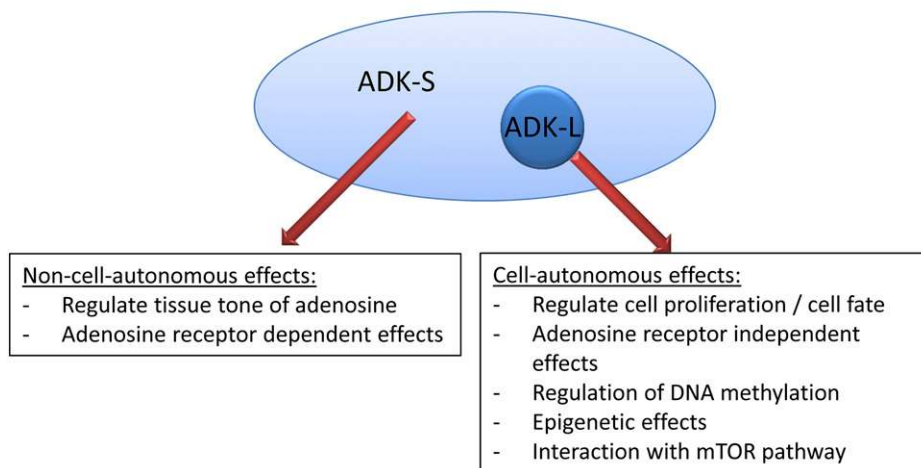 ADK-S
ADK-L
Non-cell-autonomous effects:
- Regulate tissue tone of adenosine
- Adenosine receptor dependent effects
Cell-autonomous effects:
- Regulate cell proliferation / cell fate
- Adenosine receptor independent
effects
- Regulation of DNA methylation
- Epigenetic effects
- Interaction with mTOR pathway